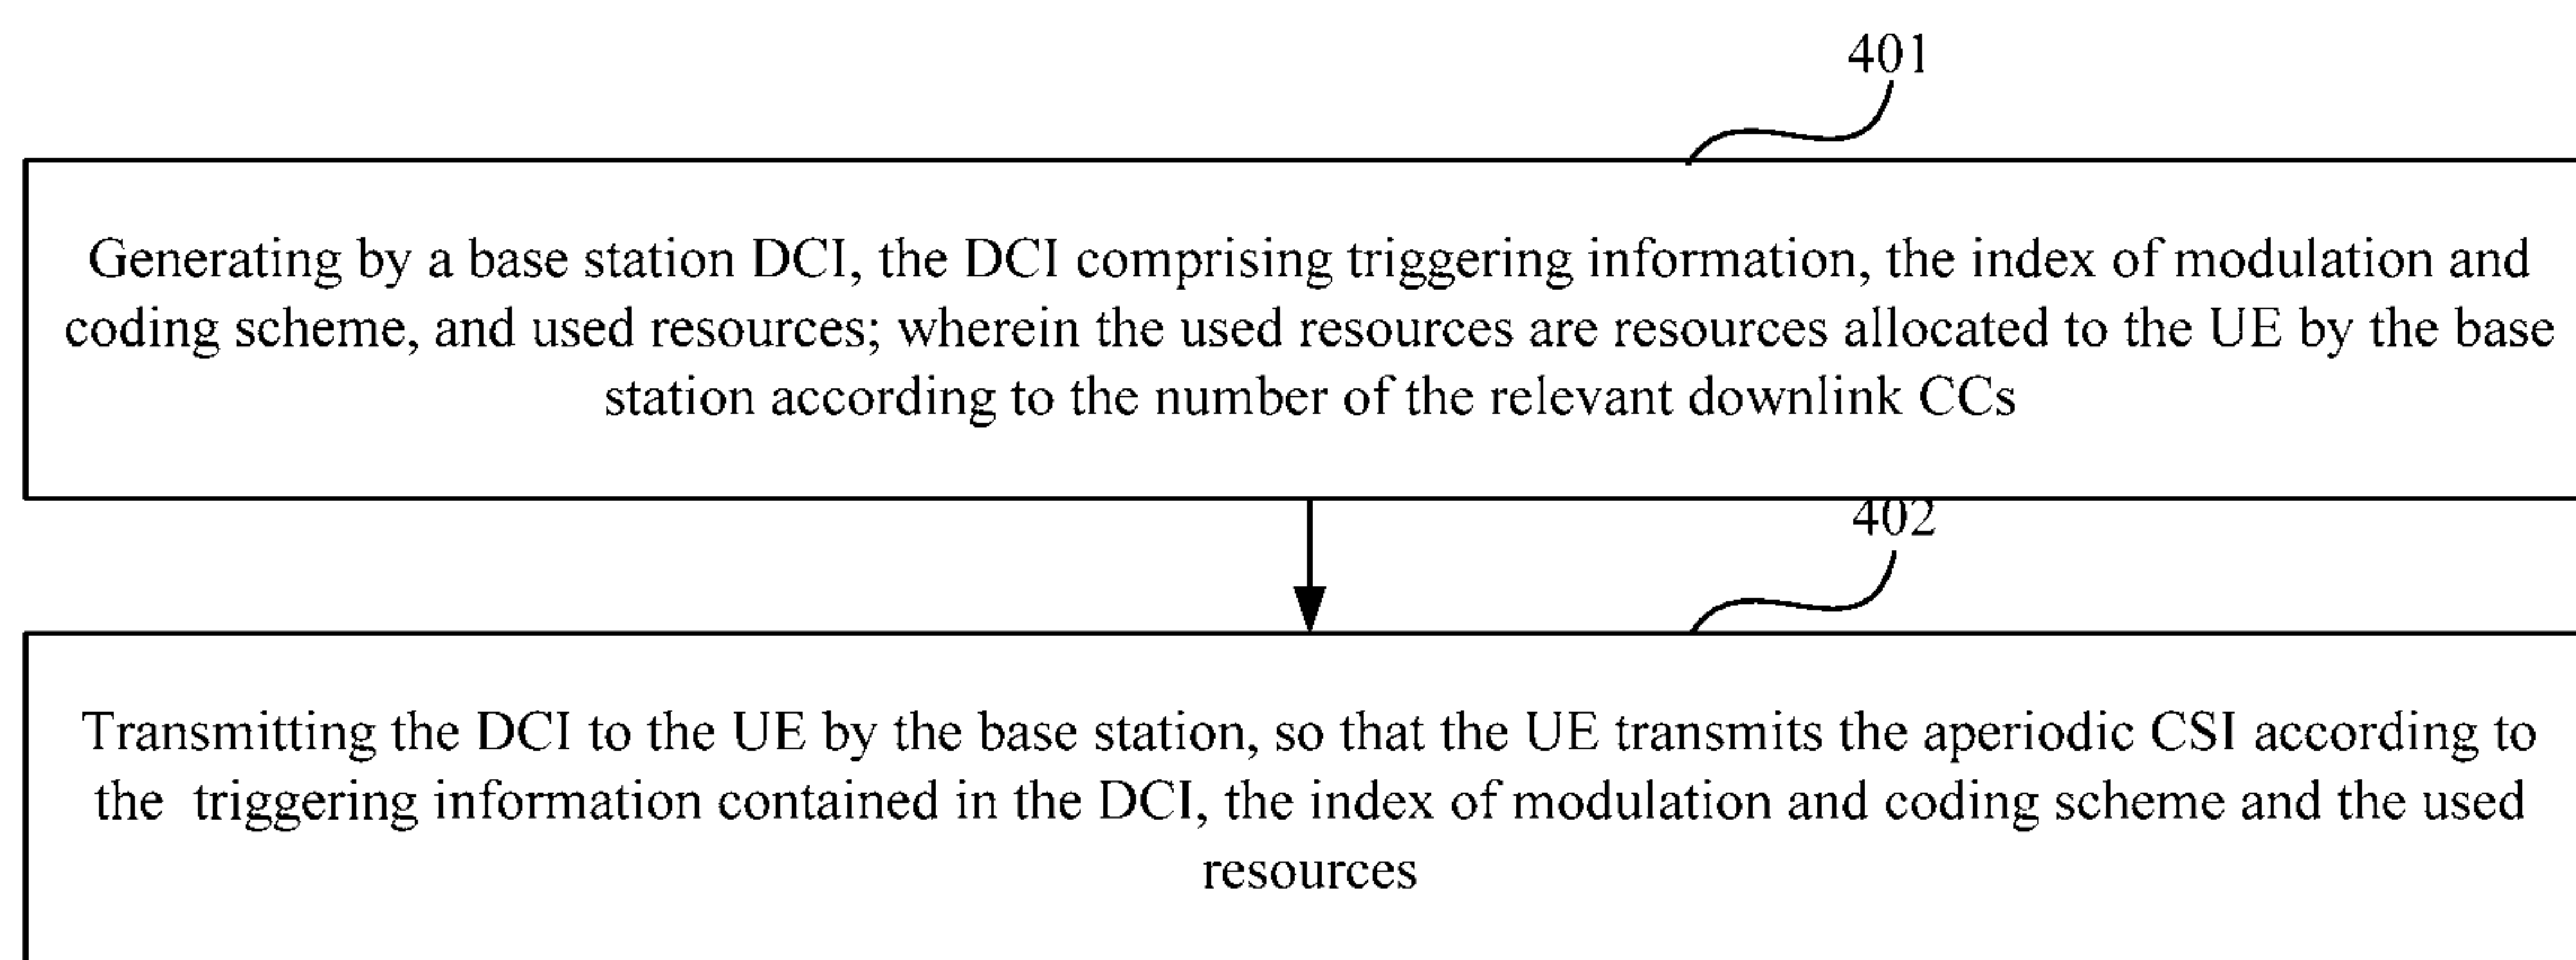 401
Generating by a base station DCI, the DCI comprising triggering information, the index of modulation and
coding scheme, and used resources; wherein the used resources are resources allocated to the UE by the base
station according to the number of the relevant downlink CCs
402
Transmitting the DCI to the UE by the base station, so that the UE transmits the aperiodic CSI according to
the triggering information contained in the DCI, the index of modulation and coding scheme and the used
resources